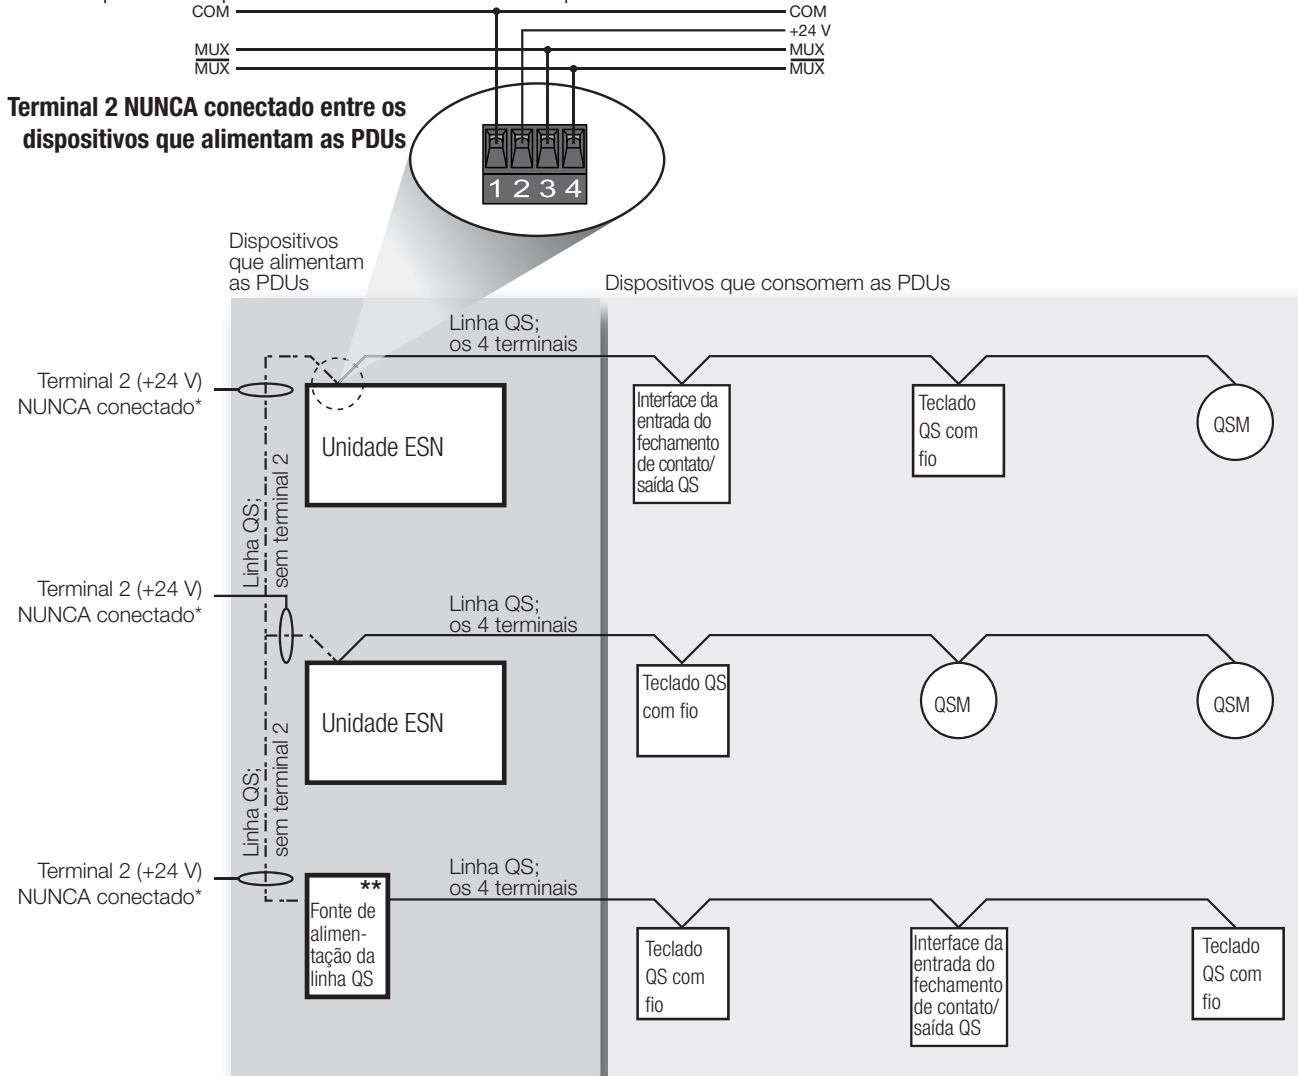 COM
COM
+24 V
MUX
MUX
MUX
MUX
Terminal 2 NUNCA conectado entre os
dispositivos que alimentam as PDUs
1 2 3 4
Dispositivos
que alimentam
as PDUs
Dispositivos que consomem as PDUs
Linha QS;
os 4 terminais
Terminal 2 (+24 V)
NUNCA conectado*
Unidade ESN
Interface da
entrada do
fechamento
de contato/
saída QS
Teclado
QS com
fio
QSM
Linha QS;
sem terminal 2
Terminal 2 (+24 V)
NUNCA conectado*
Linha QS;
os 4 terminais
Unidade ESN
Teclado QS
com fio
QSM
QSM
Linha QS;
sem terminal 2
Terminal 2 (+24 V)
NUNCA conectado*
Linha QS;
os 4 terminais
**
Fonte de
alimen-
tação da
linha QS
Teclado
QS com
fio
Interface da
entrada do
fechamento
de contato/
saída QS
Teclado
QS com
fio